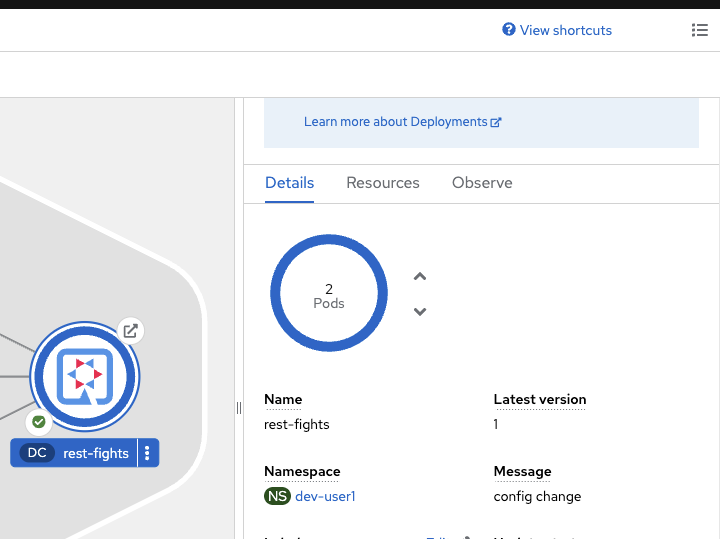 View shortcuts
Learn more about Deployments
Details Resources Observe
2
Pods
Name
rest-fights
Latest version
1
DC rest-fights
Namespace
NS dev-user1
Message
config change